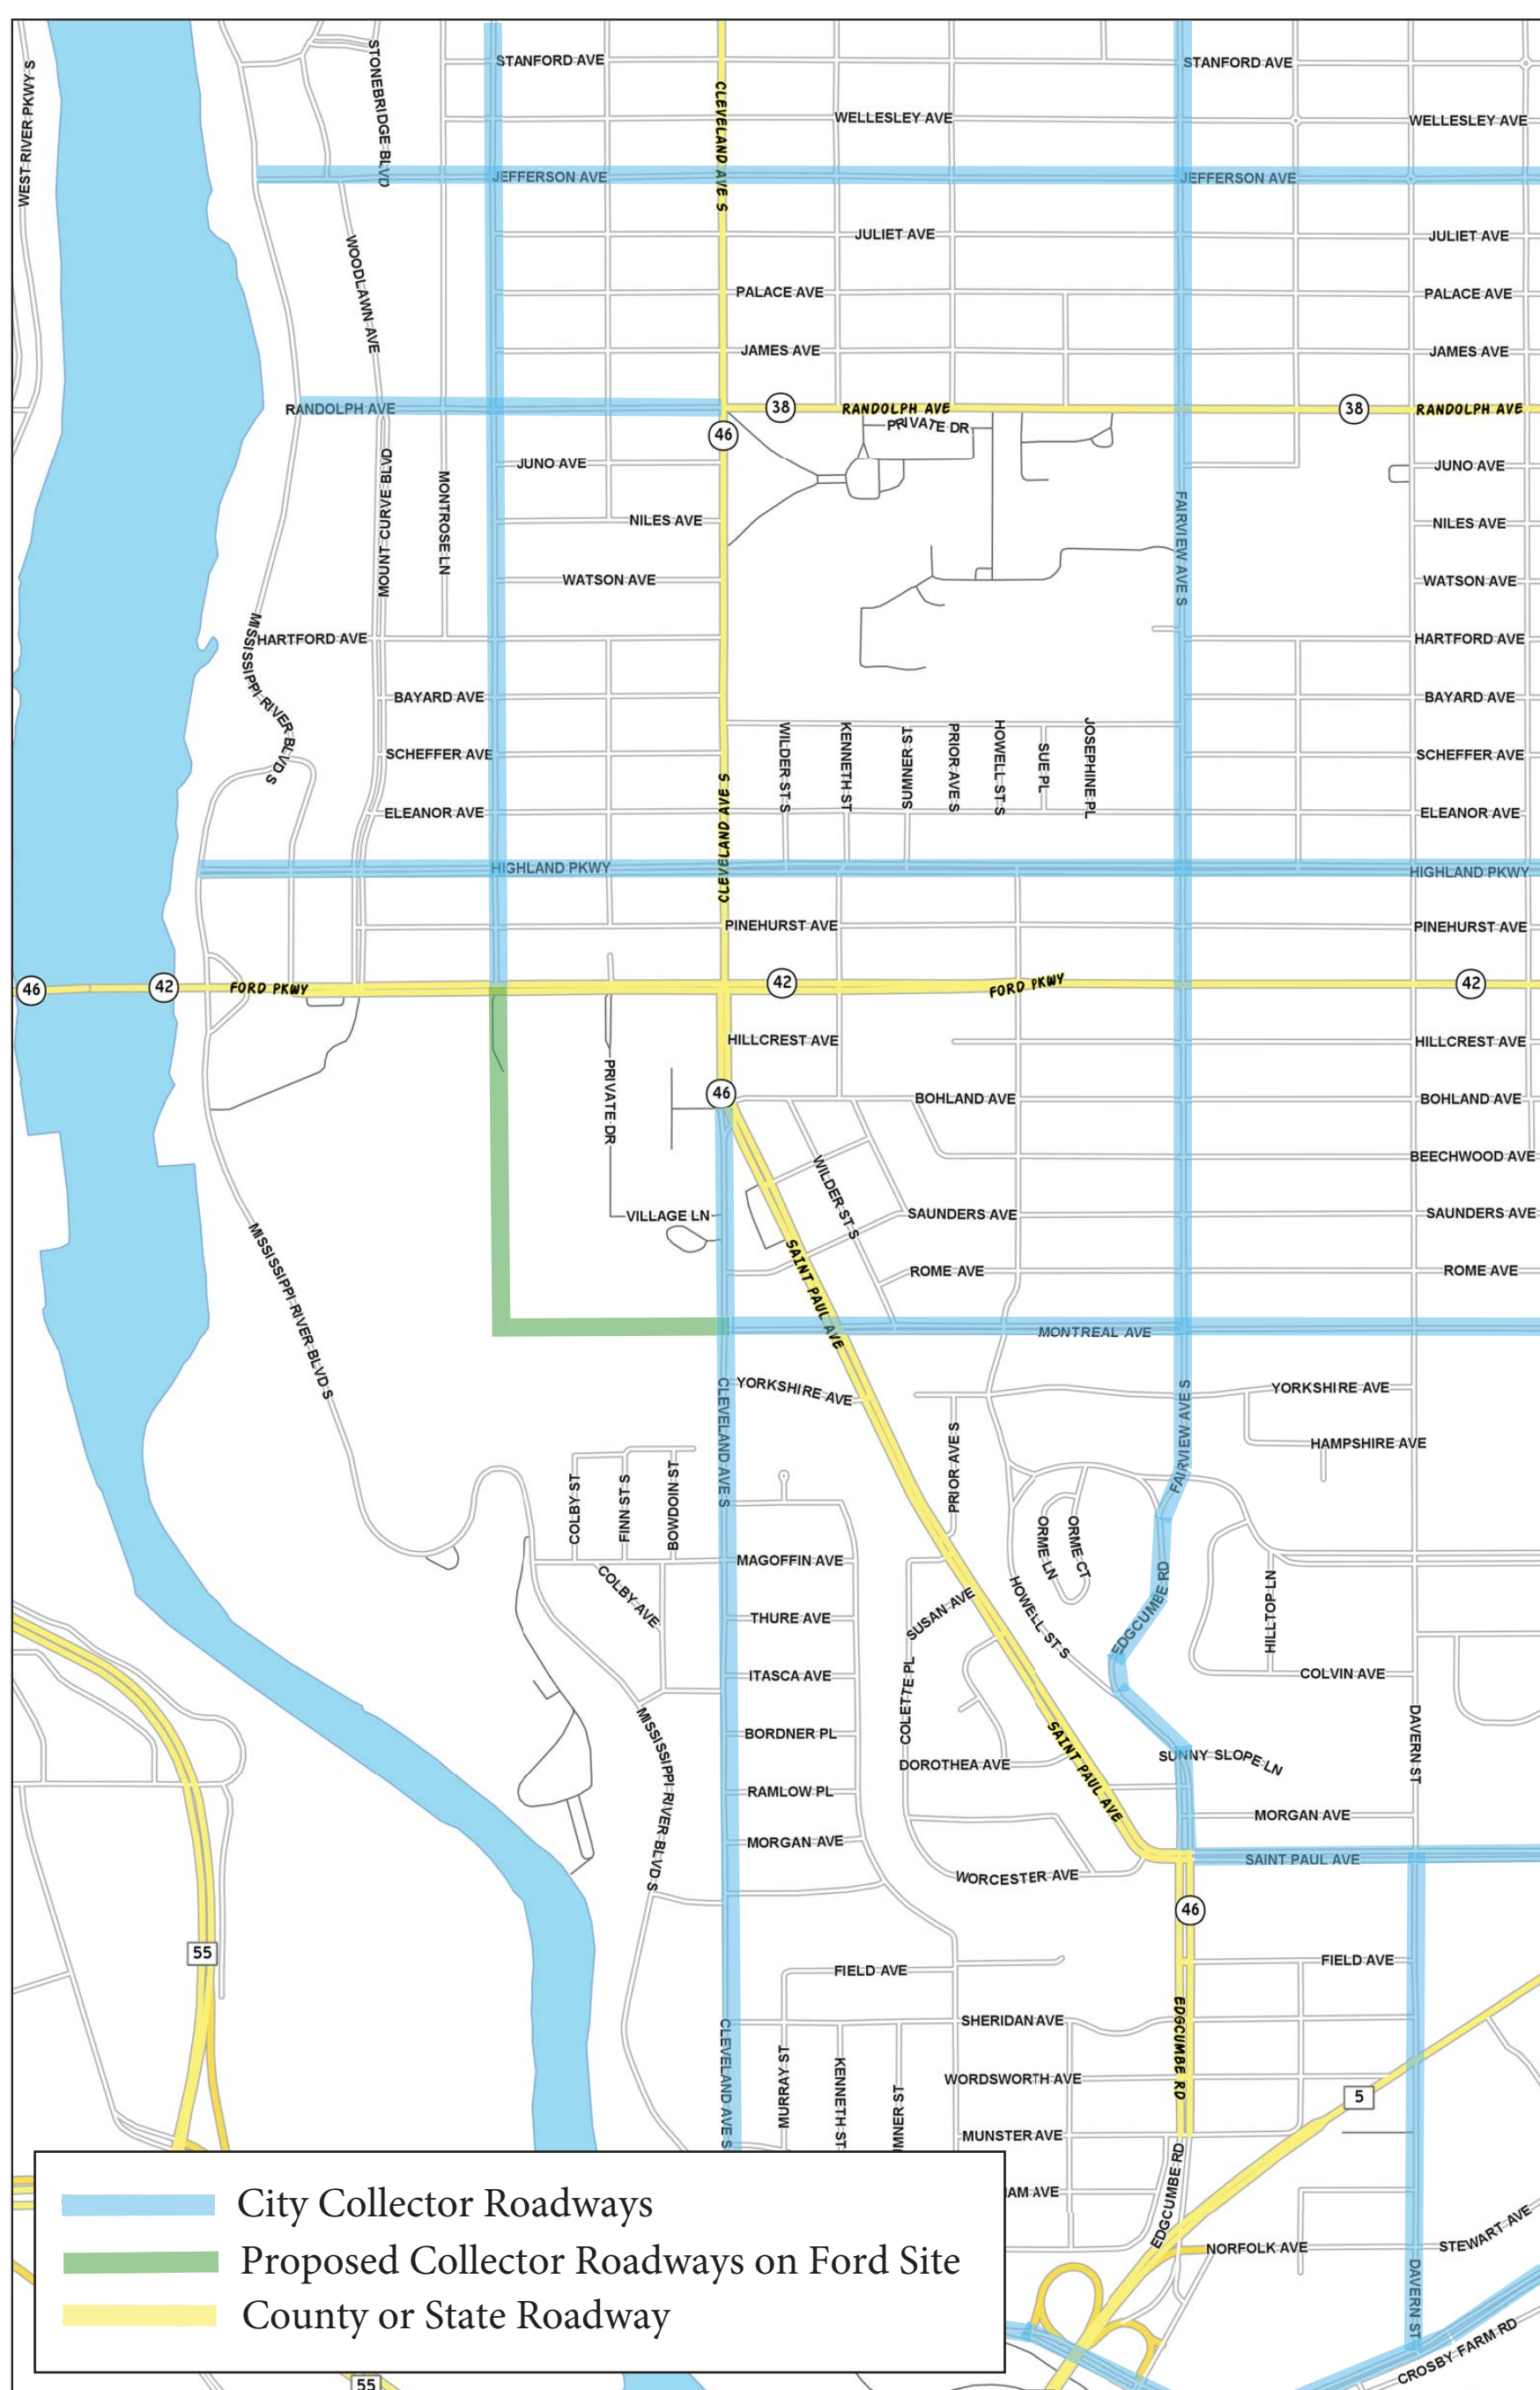 STANFORD AVE
STANFORD AVE
STONEBRIDGE BLVD
WEST RIVER PKWY S
CLEVELAND AVE S
WELLESLEY AVE
WELLESLEY AVE
JEFFERSON AVE
JEFFERSON AVE
JULIET AVE
JULIET AVE
WOODLAWN AVE
PALACE AVE
PALACE AVE
JAMES AVE
JAMES AVE
RANDOLPH AVE
38
RANDOLPH AVE
38
RANDOLPH AVE
PRIVATE DR
46
JUNO AVE
JUNO AVE
MOUNT CURVE BLVD
MONTROSE LN
FAIRVIEW AVE S
NILES AVE
NILES AVE
WATSON AVE
WATSON AVE
MISSISSIPPI RIVER BLVD S
HARTFORD AVE
HARTFORD AVE
BAYARD AVE
BAYARD AVE
SCHEFFER AVE
SCHEFFER AVE
WILDER ST S
KENNETH ST
SUMNER ST
PRIOR AVE S
HOWELL ST S
SUE PL
JOSEPHINE PL
CLEVELAND AVE S
ELEANOR AVE
ELEANOR AVE
HIGHLAND PKWY
HIGHLAND PKWY
PINEHURST AVE
PINEHURST AVE
46
42
FORD PKWY
42
FORD PKWY
42
HILLCREST AVE
HILLCREST AVE
PRIVATE DR
46
BOHLAND AVE
BOHLAND AVE
BEECHWOOD AVE
WILDER ST S
VILLAGE LN
SAUNDERS AVE
SAUNDERS AVE
MISSISSIPPI RIVER BLVD S
SAINT PAUL AVE
ROME AVE
ROME AVE
MONTREAL AVE
YORKSHIRE AVE
YORKSHIRE AVE
CLEVELAND AVE S
FAIRVIEW AVE S
PRIOR AVE S
HAMPSHIRE AVE
COLBY ST
FINN ST S
BOWDOIN ST
ORME LN
ORME CT
MAGOFFIN AVE
COLBY AVE
EDGCUMBE RD
HILLTOP LN
HOWELL ST S
SUSAN AVE
THURE AVE
ITASCA AVE
COLVIN AVE
COLETTE PL
MISSISSIPPI RIVER BLVD S
BORDNER PL
DAVERN ST
SAINT PAUL AVE
DOROTHEA AVE
SUNNY SLOPE LN
RAMLOW PL
MORGAN AVE
MORGAN AVE
SAINT PAUL AVE
WORCESTER AVE
46
55
FIELD AVE
FIELD AVE
SHERIDAN AVE
EDGCUMBE RD
CLEVELAND AVE S
MURRAY ST
KENNETH ST
MNER ST
WORDSWORTH AVE
5
MUNSTER AVE
EDGCUMBE RD
AM AVE
NORFOLK AVE
STEWART AVE
DAVERN ST
CROSBY FARM RD
City Collector Roadways
Proposed Collector Roadways on Ford Site
County or State Roadway
55